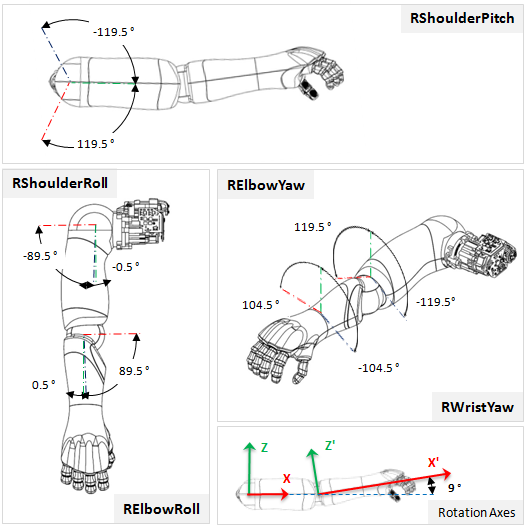 RShoulderPitch
-119.5°
119.5°
RShoulderRoll
-89.5°
-0.5°
89.5°
0.5°
RElbowRoll
RElbowYaw
119.5°
104.5°
-119.5°
-104.5°
RWristYaw
Z
Z'
X
X'
9°
Rotation Axes